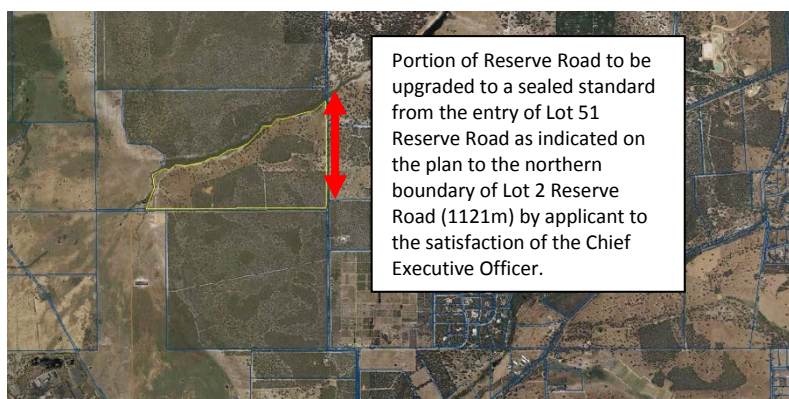 Portion of Reserve Road to be
upgraded to a sealed standard
from the entry of Lot 51
Reserve Road as indicated on
the plan to the northern
boundary of Lot 2 Reserve
Road (1121m) by applicant to
the satisfaction of the Chief
Executive Officer.